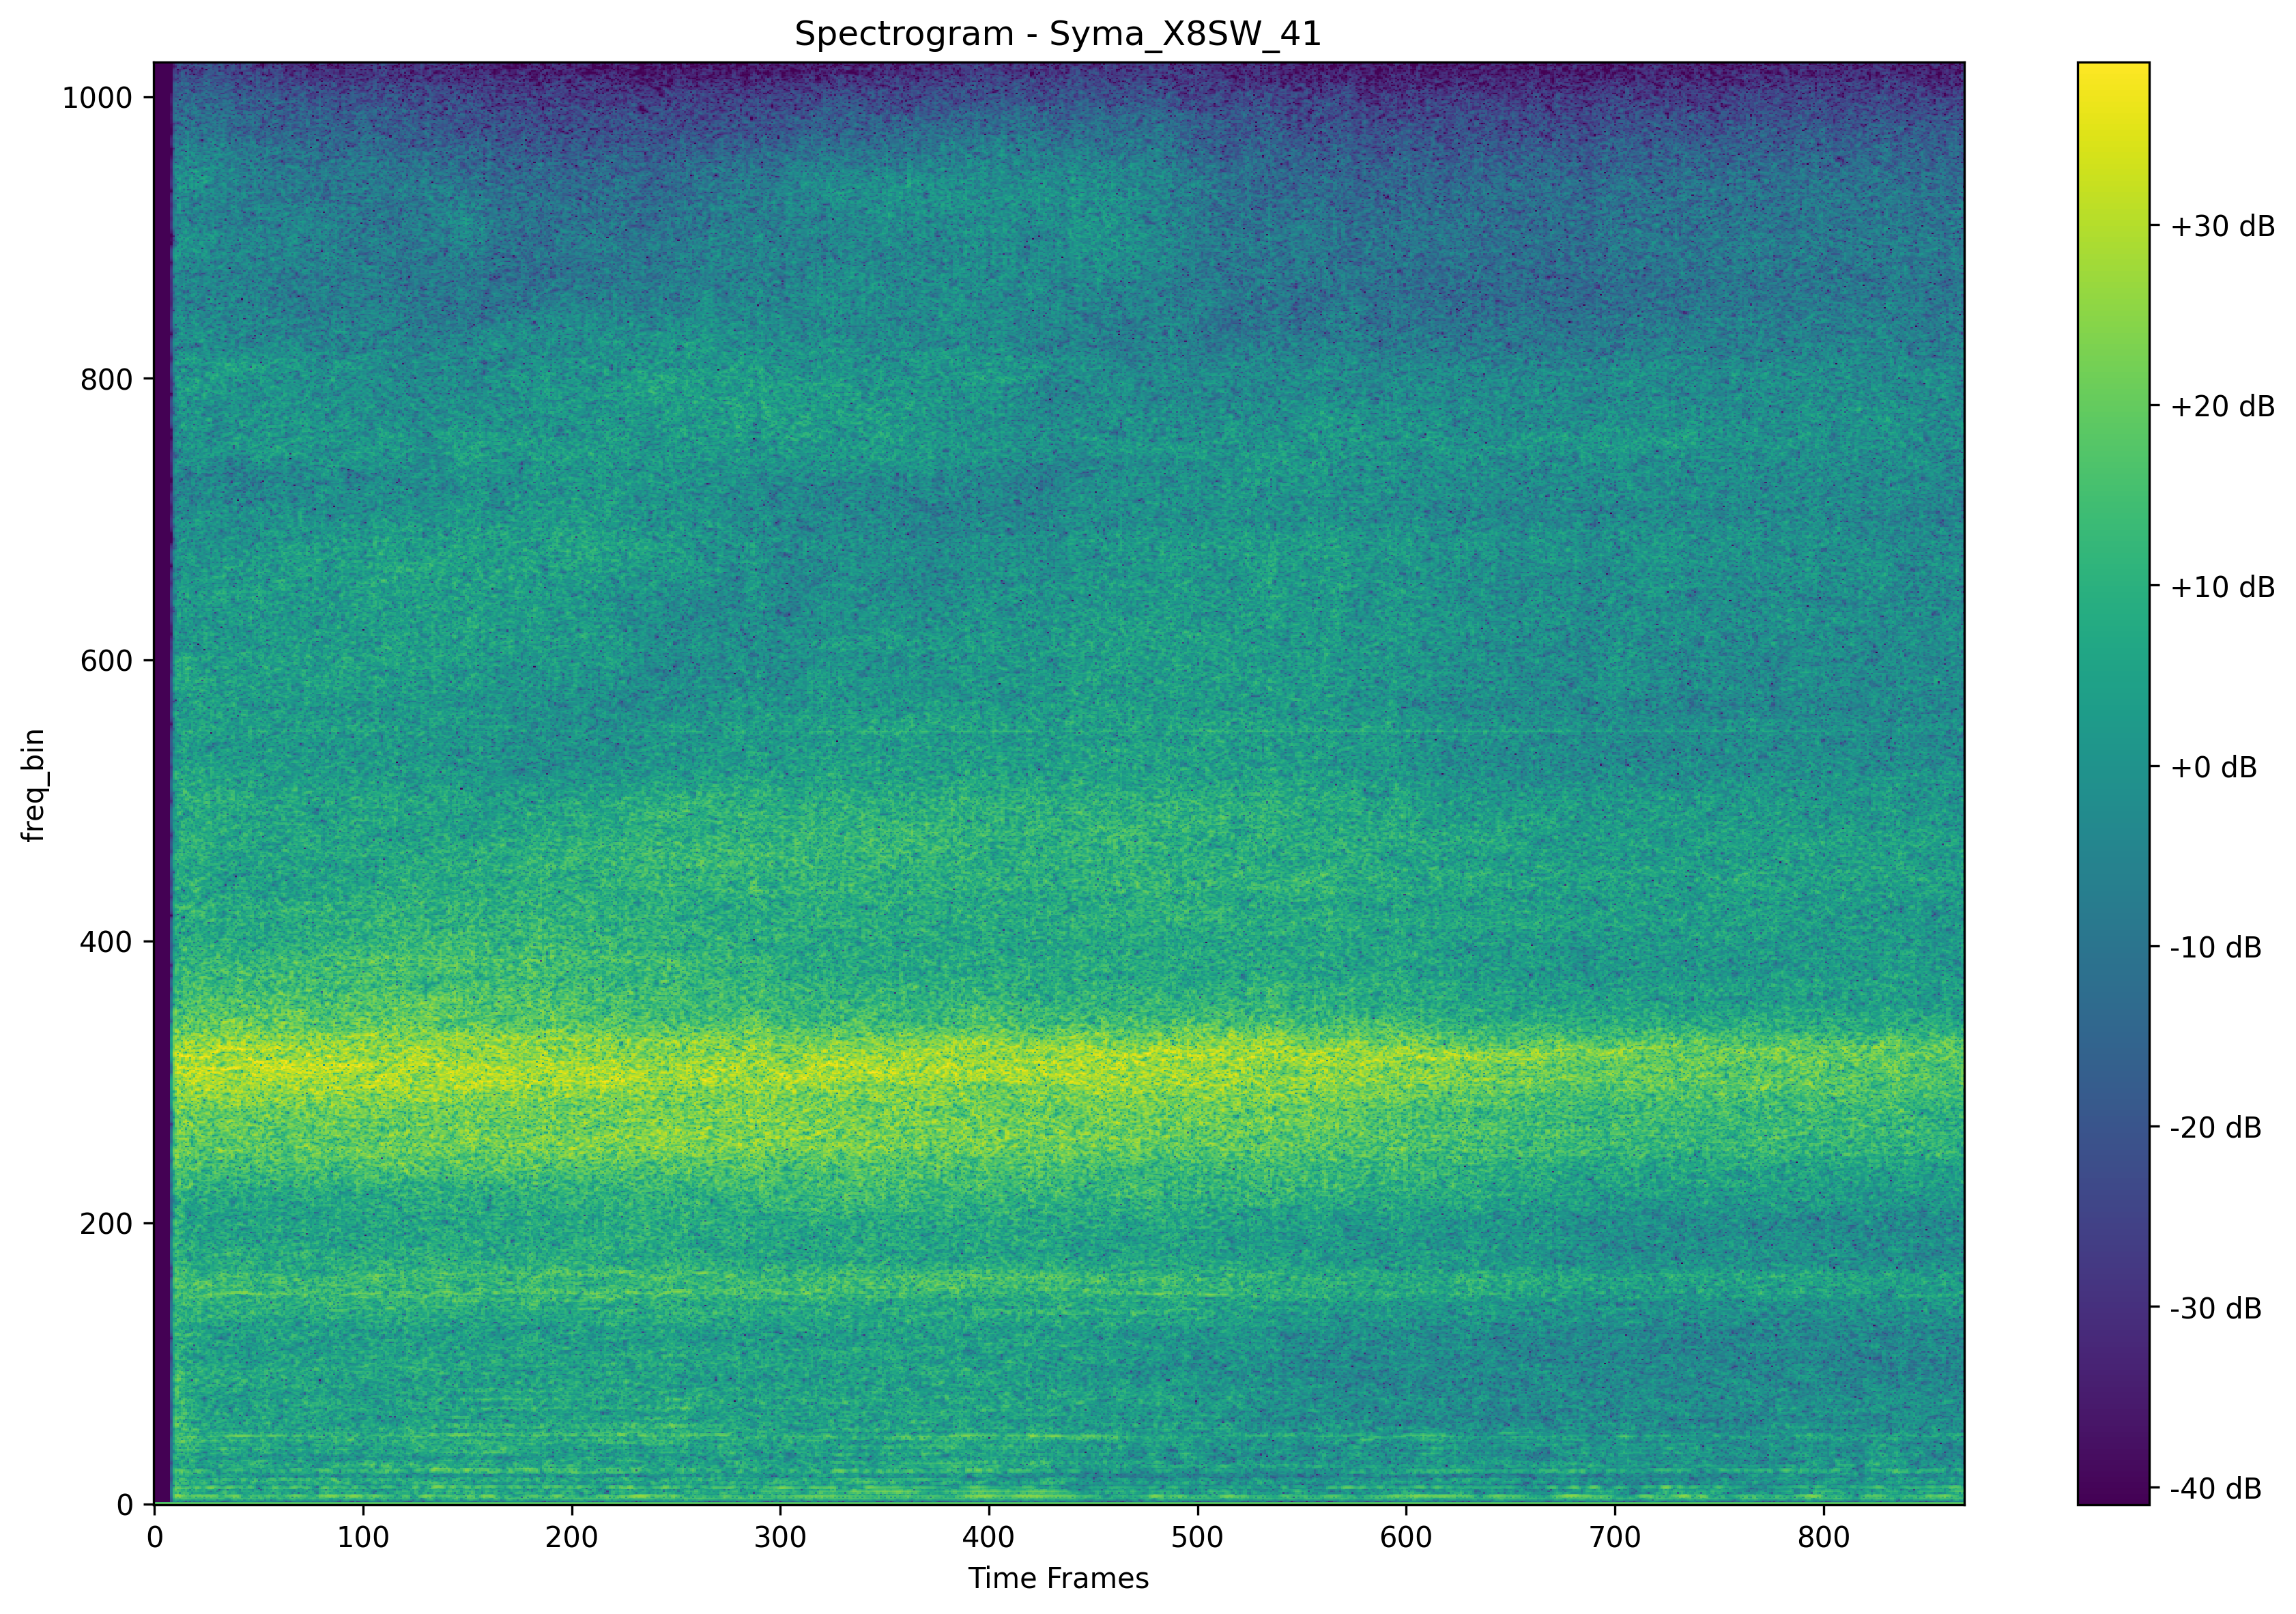 Spectrogram - Syma_X8SW_41
1000
800
600
400
200
0
freq_bin
0 100 200 300 400 500 600 700 800
Time Frames
+30 dB
+20 dB
+10 dB
+0 dB
-10 dB
-20 dB
-30 dB
-40 dB